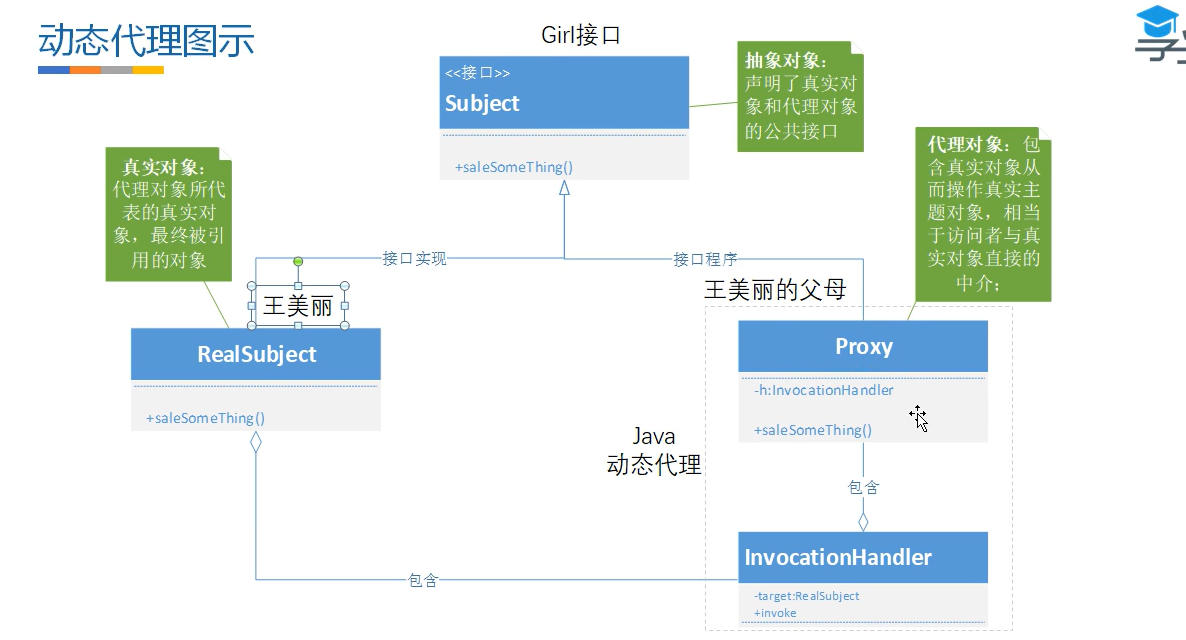 动态代理图示
Girl接口
<<接口>>
Subject
+saleSomeThing()
抽象对象：
声明了真实对
象和代理对象
的公共接口
代理对象：包
含真实对象从
而操作真实主
题对象，相当
于访问者与真
实对象直接的
中介；
真实对象：
代理对象所代
表的真实对
象，最终被引
用的对象
接口实现
接口程序
王美丽
王美丽的父母
RealSubject
+saleSomeThing()
Proxy
-h:InvocationHandler
+saleSomeThing()
Java
动态代理
包含
InvocationHandler
-target:RealSubject
+invoke
包含